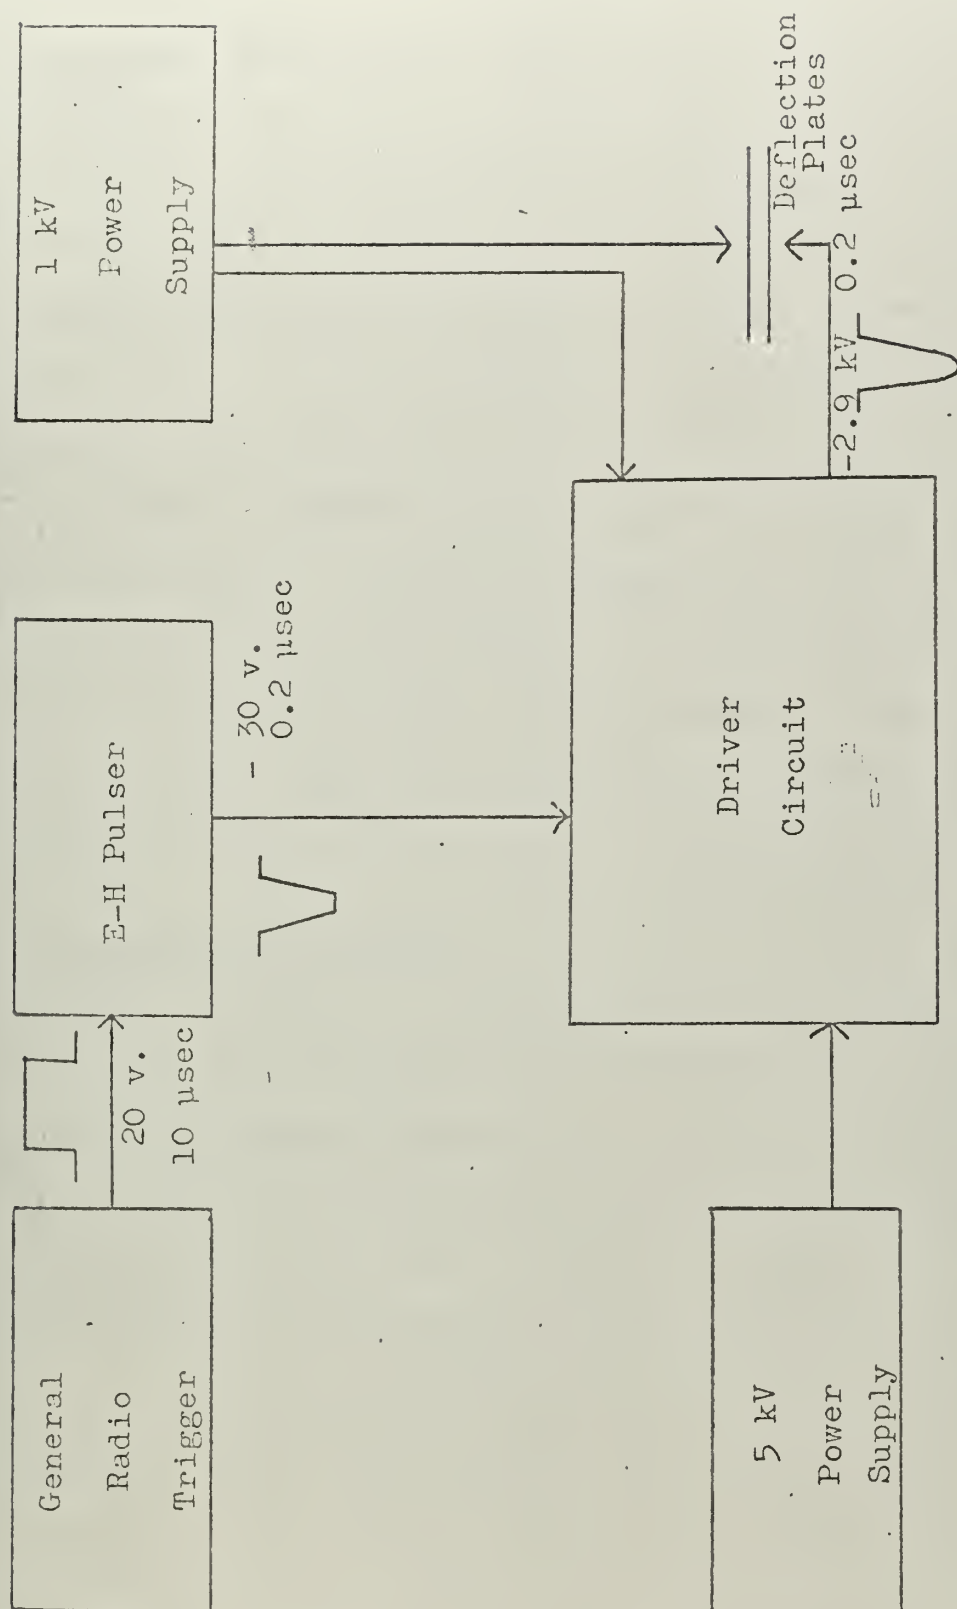 General
Radio
Trigger
20 v.
10 µsec
E-H Pulser
- 30 v.
0.2 µsec
1 kV
Power
Supply
5 kV
Power
Supply
Driver
Circuit
-2.9 kV 0.2 µsec
Deflection
Plates